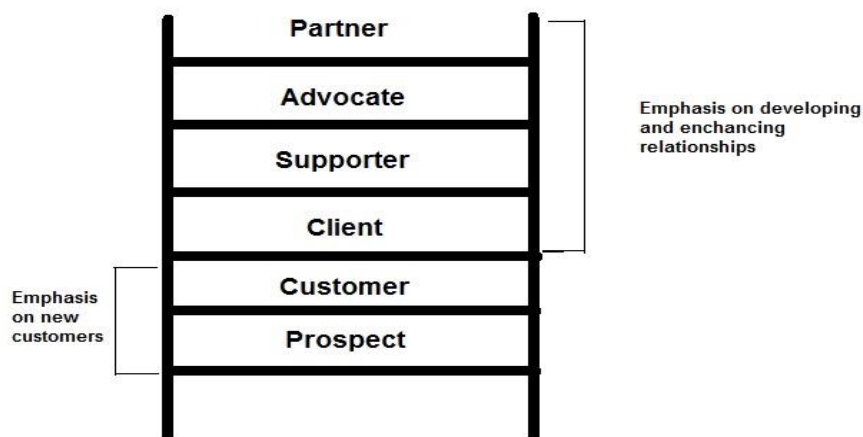 Partner
Advocate
Supporter
Client
Customer
Prospect
Emphasis on developing
and enchancing
relationships
Emphasis
on new
customers